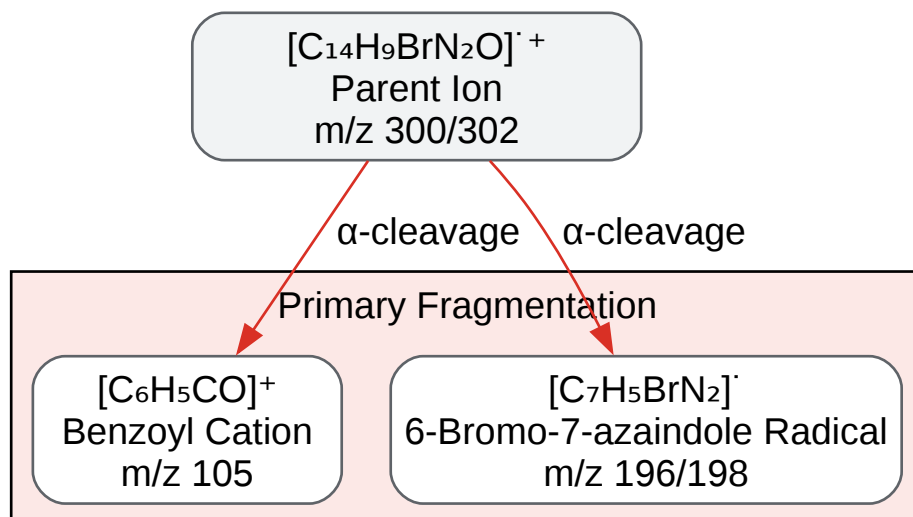 [C₁₄H₉BrN₂O]˙⁺
Parent Ion
m/z 300/302
α-cleavage
α-cleavage
Primary Fragmentation
[C₆H₅CO]⁺
Benzoyl Cation
m/z 105
[C₇H₅BrN₂]˙
6-Bromo-7-azaindole Radical
m/z 196/198